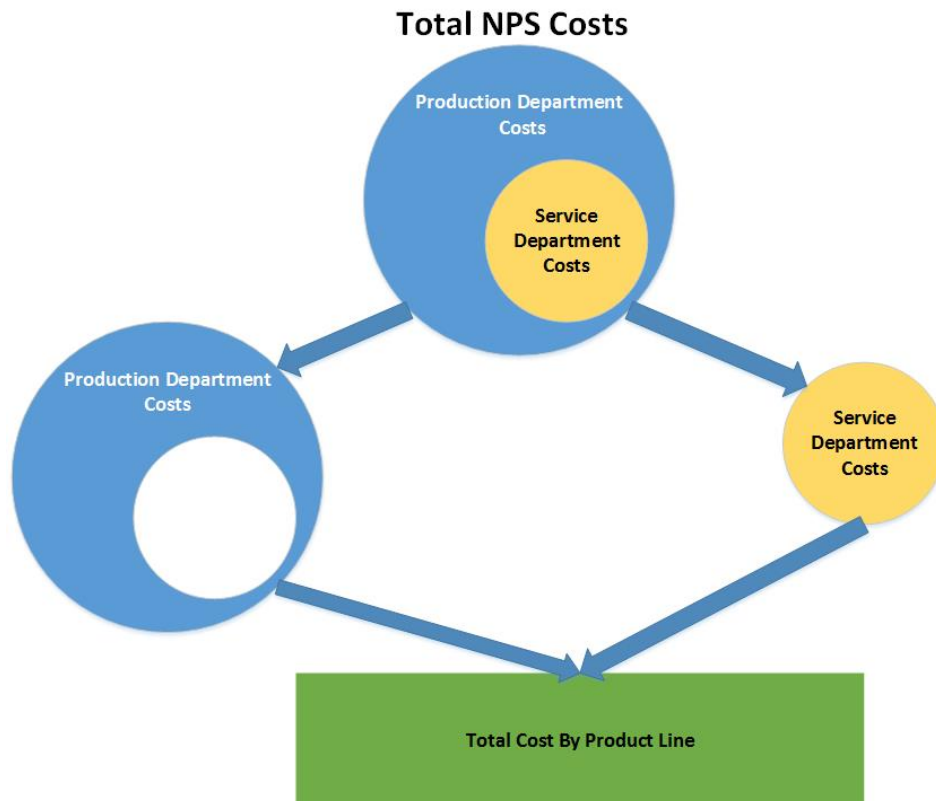 Total NPS Costs
Production Department
Costs
Service
Department
Costs
Production Department
Costs
Service
Department
Costs
Total Cost By Product Line